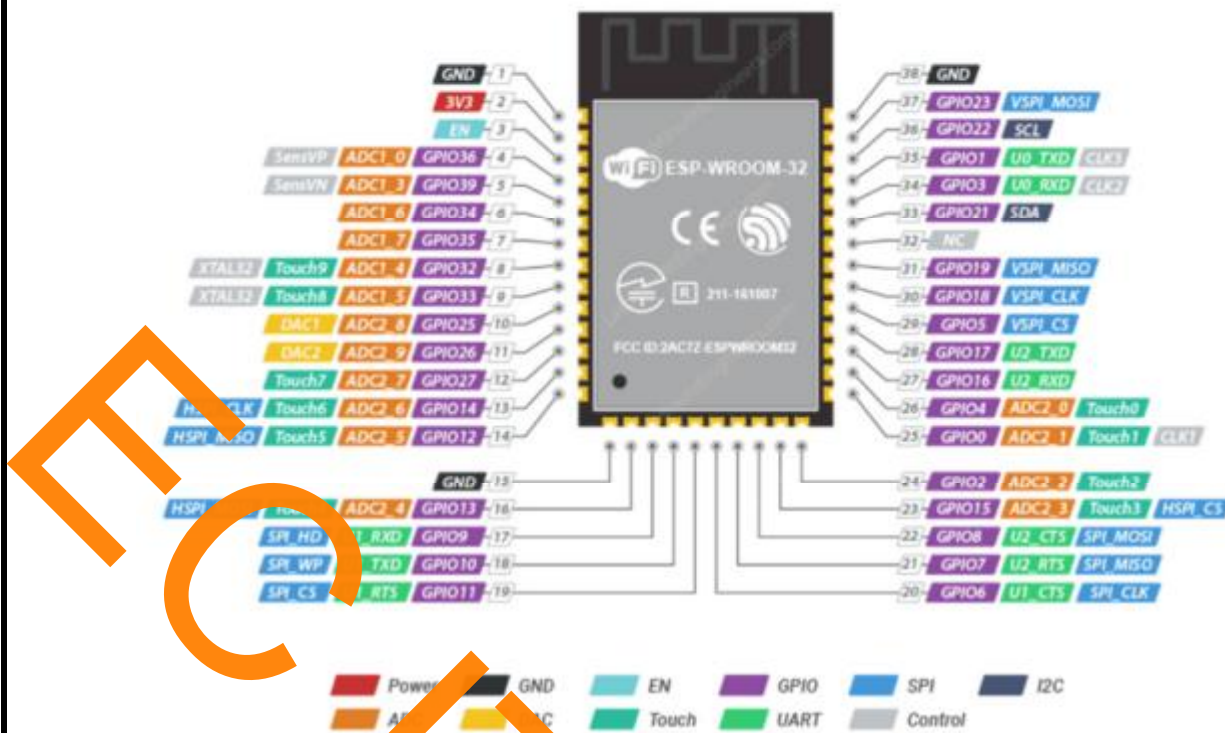 GND 1
3V3 2
EN 3
SensVP ADC1_0 GPIO36 4
SensVN ADC1_3 GPIO39 5
ADC1_6 GPIO34 6
ADC1_7 GPIO35 7
XTAL32 Touch9 ADC1_4 GPIO32 8
XTAL32 Touch8 ADC1_5 GPIO33 9
DAC1 ADC2_8 GPIO25 10
DAC2 ADC2_9 GPIO26 11
Touch7 ADC2_7 GPIO27 12
CLK Touch6 ADC2_6 GPIO14 13
HSPI_MISO Touch5 ADC2_5 GPIO12 14
GND 15
HSPI ADC2_4 GPIO13 16
SPI_HD RXD GPIO9 17
SPI_WP TXD GPIO10 18
SPI_CS RTS GPIO11 19
WiFi ESP-WROOM-32
CE
R 211-161007
FCC ID:2AC7Z-ESPWROOM32
38 GND
37 GPIO23 VSPI_MOSI
36 GPIO22 SCL
35 GPIO1 U0_TXD CLK3
34 GPIO3 U0_RXD CLK2
33 GPIO21 SDA
32 NC
31 GPIO19 VSPI_MISO
30 GPIO18 VSPI_CLK
29 GPIO5 VSPI_CS
28 GPIO17 U2_TXD
27 GPIO16 U2_RXD
26 GPIO4 ADC2_0 Touch0
25 GPIO0 ADC2_1 Touch1 CLK1
24 GPIO2 ADC2_2 Touch2
23 GPIO15 ADC2_3 Touch3 HSPI_CS
22 GPIO8 U2_CTS SPI_MOSI
21 GPIO7 U2_RTS SPI_MISO
20 GPIO6 U1_CTS SPI_CLK
Power GND EN GPIO SPI I2C
Touch UART Control
E C